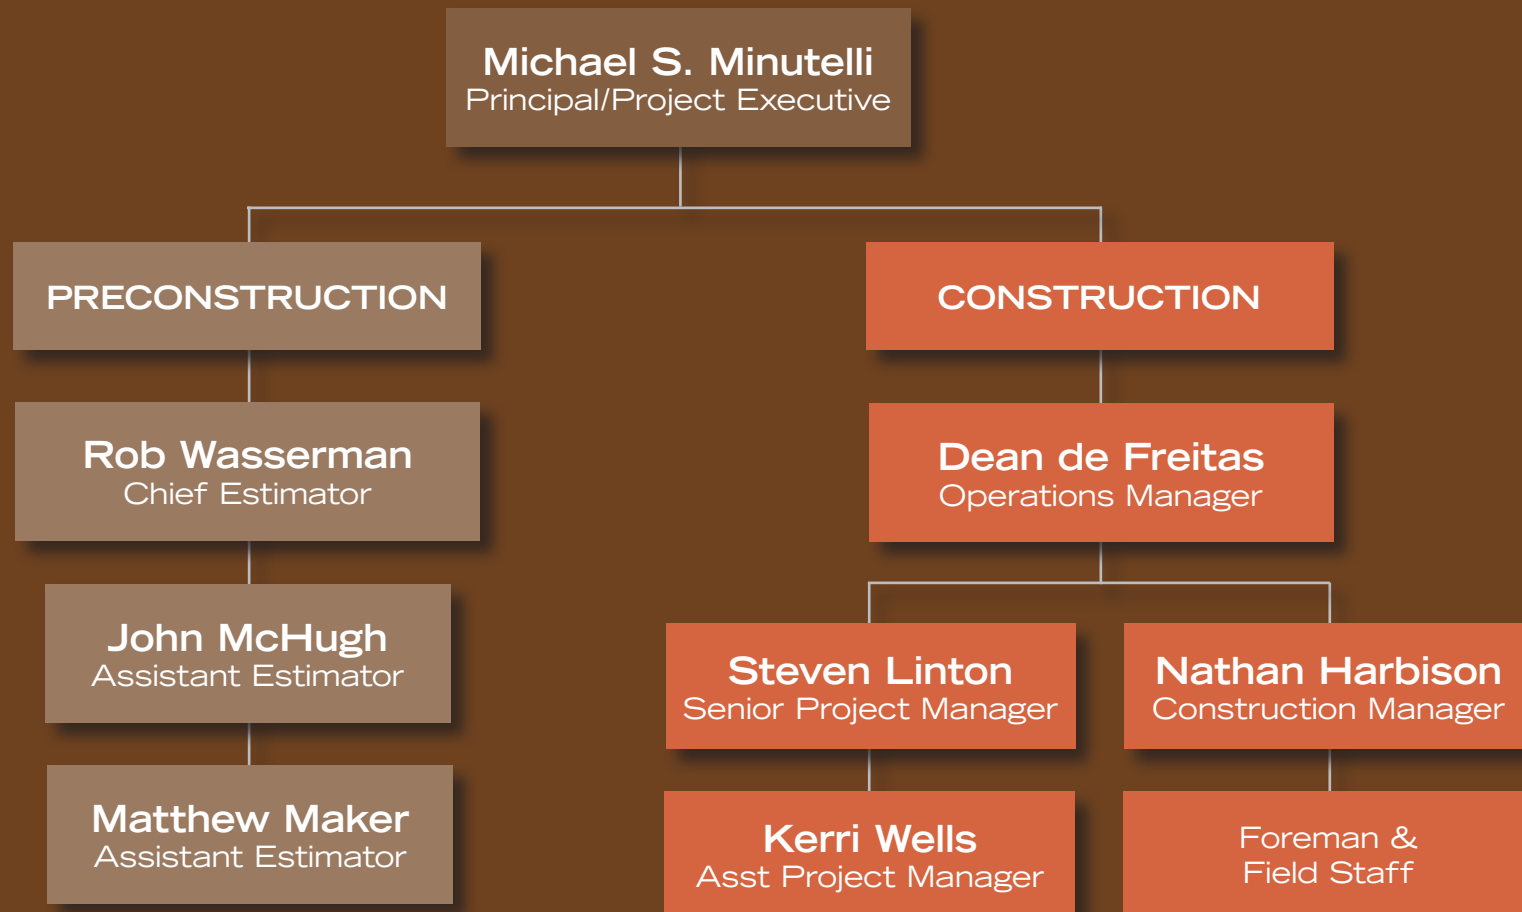 Michael S. Minutelli
Principal/Project Executive
PRECONSTRUCTION
CONSTRUCTION
Rob Wasserman
Chief Estimator
Dean de Freitas
Operations Manager
John McHugh
Assistant Estimator
Steven Linton
Senior Project Manager
Nathan Harbison
Construction Manager
Matthew Maker
Assistant Estimator
Kerri Wells
Asst Project Manager
Foreman &
Field Staff